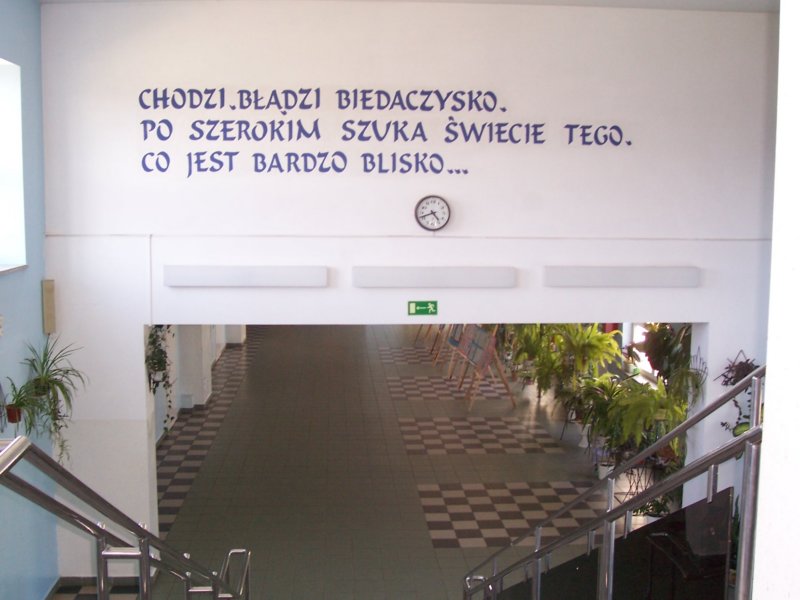 CHODZI.BŁĄDZI BIEDACZYSKO.
PO SZEROKIM SZUKA ŚWIECIE TEGO.
CO JEST BARDZO BLISKO...